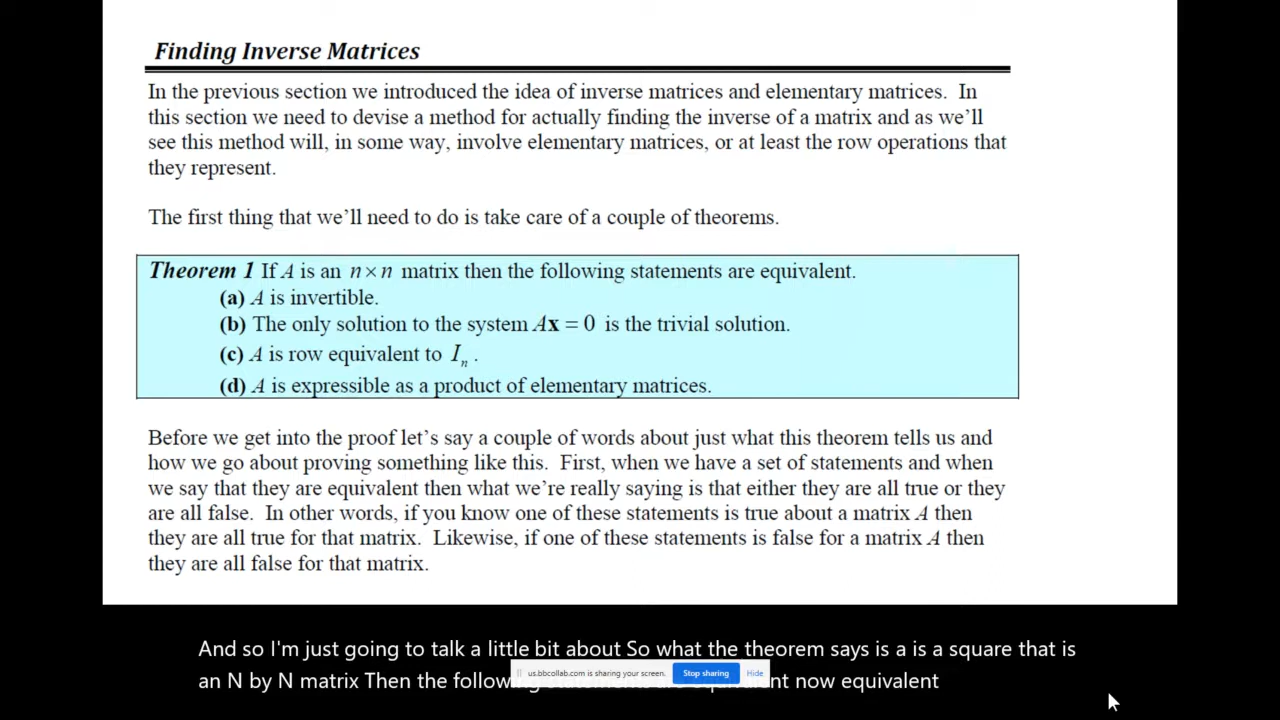 Finding Inverse Matrices
In the previous section we introduced the idea of inverse matrices and elementary matrices. In
this section we need to devise a method for actually finding the inverse of a matrix and as we'll
see this method will, in some way, involve elementary matrices, or at least the row operations that
they represent.
The first thing that we'll need to do is take care of a couple of theorems.
Theorem 1 If A is an n×n matrix then the following statements are equivalent.
(a) A is invertible.
(b) The only solution to the system Ax = 0 is the trivial solution.
(c) A is row equivalent to Iₙ.
(d) A is expressible as a product of elementary matrices.
Before we get into the proof let's say a couple of words about just what this theorem tells us and
how we go about proving something like this. First, when we have a set of statements and when
we say that they are equivalent then what we're really saying is that either they are all true or they
are all false. In other words, if you know one of these statements is true about a matrix A then
they are all true for that matrix. Likewise, if one of these statements is false for a matrix A then
they are all false for that matrix.
And so I'm just going to talk a little bit about So what the theorem says is a is a square that is
an N by N matrix Then the now equivalent
us.bbcollab.com is sharing your screen. Stop sharing Hide